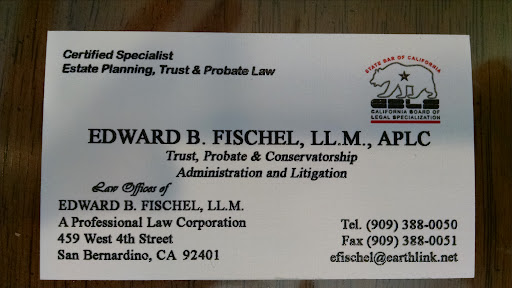 Certified Specialist
Estate Planning, Trust & Probate Law
STATE BAR OF CALIFORNIA
CALIFORNIA BOARD OF
LEGAL SPECIALIZATION
EDWARD B. FISCHEL, LL.M., APLC
Trust, Probate & Conservatorship
Administration and Litigation
Law Offices of
EDWARD B. FISCHEL, LL.M.
A Professional Law Corporation
459 West 4th Street
San Bernardino, CA 92401
Tel. (909) 388-0050
Fax (909) 388-0051
efischel@earthlink.net